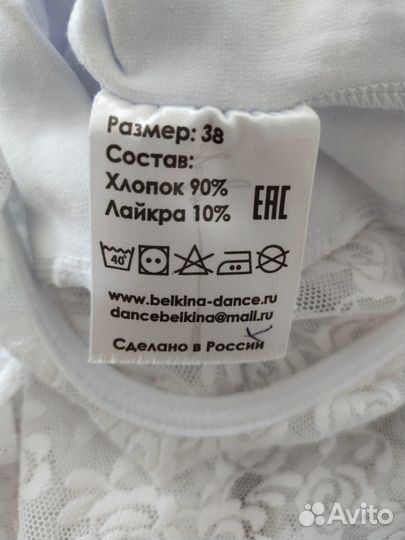 Размер: 38
Состав:
Хлопок 90%
Лайкра 10% EAC
40°
www.belkina-dance.ru
dancebelkina@mail.ru
Сделано в России
Avito